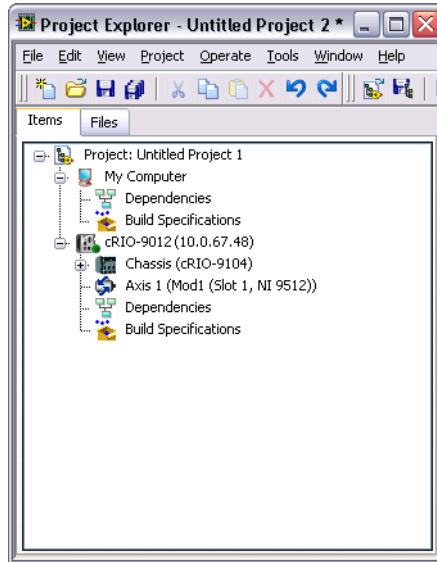 Project Explorer - Untitled Project 2 *
File Edit View Project Operate Tools Window Help
Items Files
Project: Untitled Project 1
My Computer
Dependencies
Build Specifications
cRIO-9012 (10.0.67.48)
Chassis (cRIO-9104)
Axis 1 (Mod1 (Slot 1, NI 9512))
Dependencies
Build Specifications